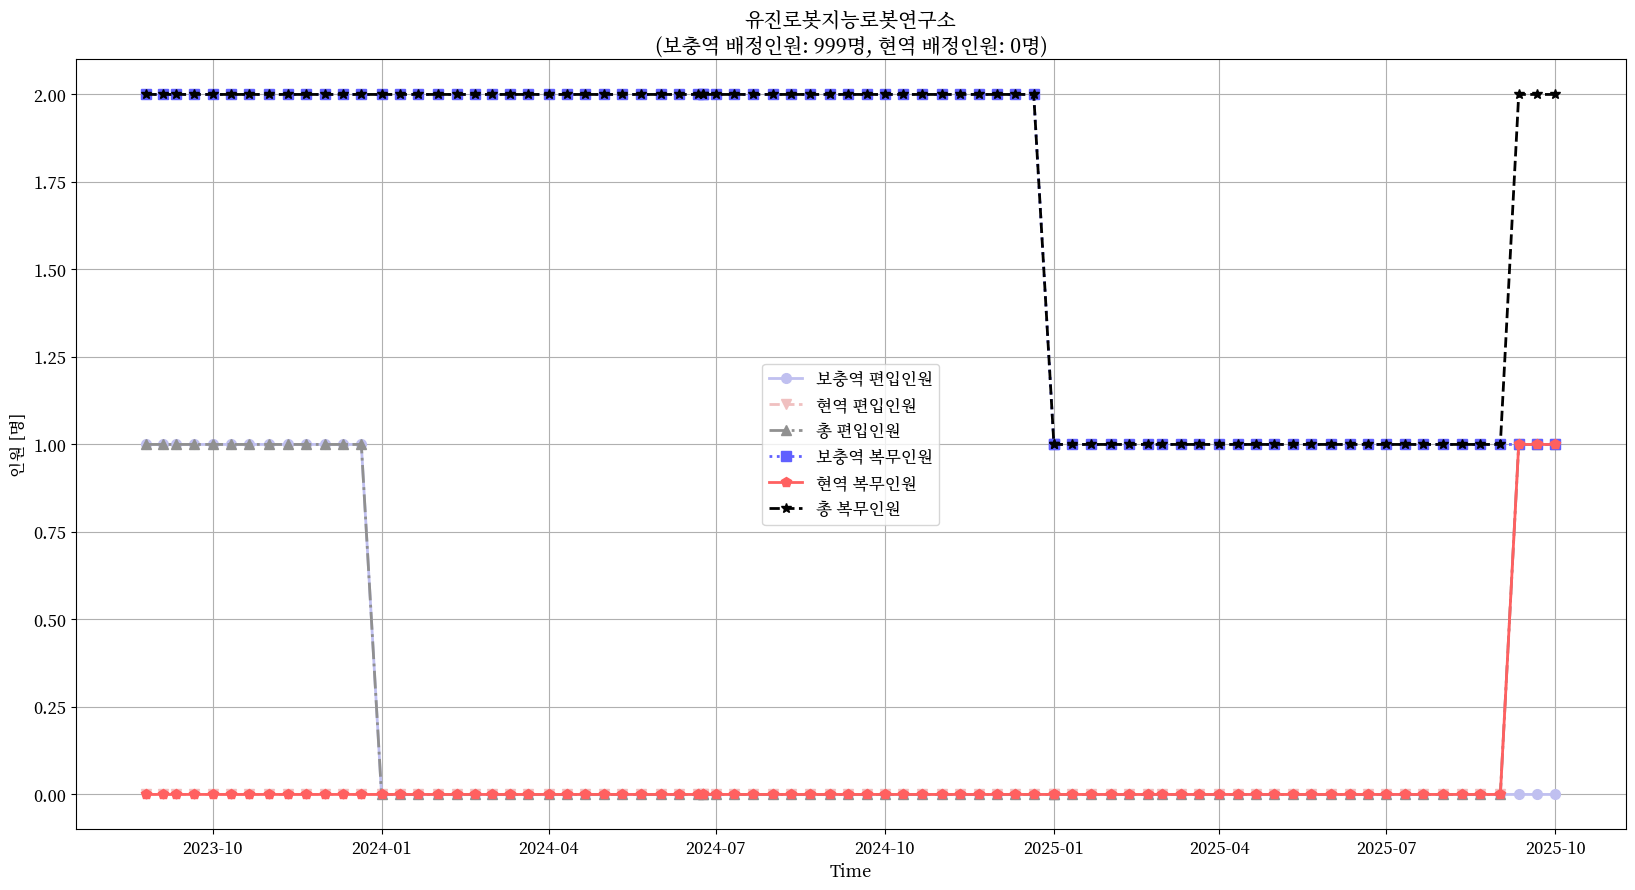 유진로봇지능로봇연구소
(보충역 배정인원: 999명, 현역 배정인원: 0명)
2.00
1.75
1.50
1.25
1.00
0.75
0.50
0.25
0.00
인원 [명]
보충역 편입인원
현역 편입인원
총 편입인원
보충역 복무인원
현역 복무인원
총 복무인원
2023-10
2024-01
2024-04
2024-07
2024-10
2025-01
2025-04
2025-07
2025-10
Time